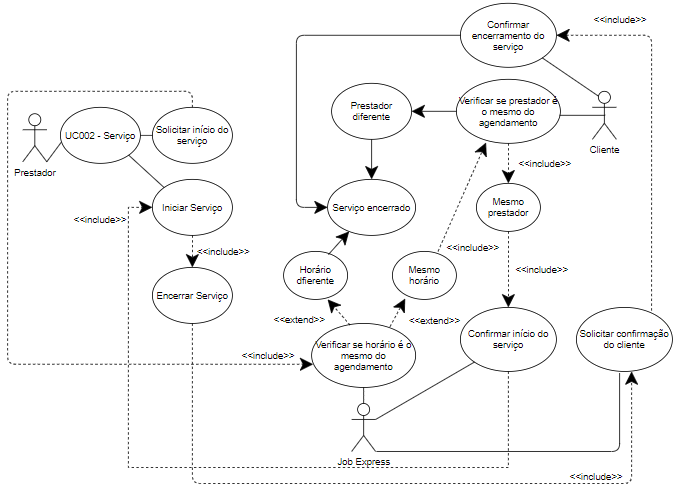 Confirmar
encerramento do
serviço
<<include>>
Prestador
diferente
Verificar se prestador é
o mesmo do
agendamento
UC002 - Serviço
Solicitar início do
serviço
Cliente
<<include>>
Prestador
Iniciar Serviço
Serviço encerrado
Mesmo
prestador
<<include>>
<<include>>
<<include>>
Horário
dfierente
Mesmo
horário
<<include>>
Encerrar Serviço
<<extend>>
<<extend>>
Verificar se horário é o
mesmo do
agendamento
Confirmar início do
serviço
Solicitar confirmação
do cliente
<<include>>
Job Express
<<include>>